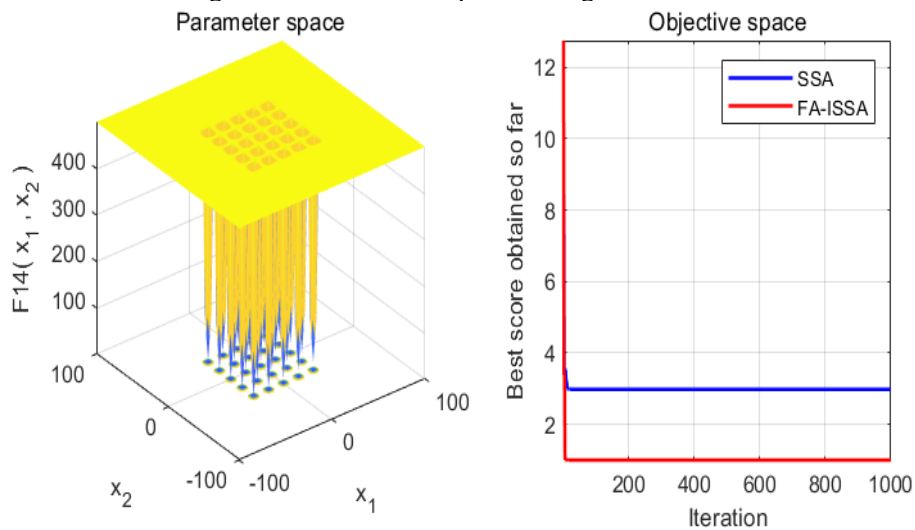 Parameter space
400
300
200
100
F14( x1 , x2 )
100
0
-100
x2
-100
0
100
x1
Objective space
SSA
FA-ISSA
12
10
8
6
4
2
Best score obtained so far
200
400
600
800
1000
Iteration